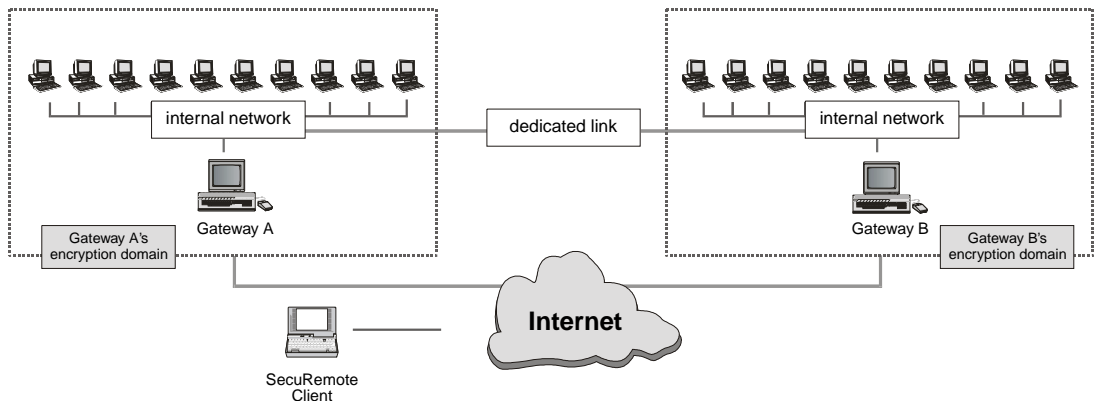 internal network
dedicated link
internal network
Gateway A
Gateway B
Gateway A's
encryption domain
Gateway B's
encryption domain
Internet
SecuRemote
Client